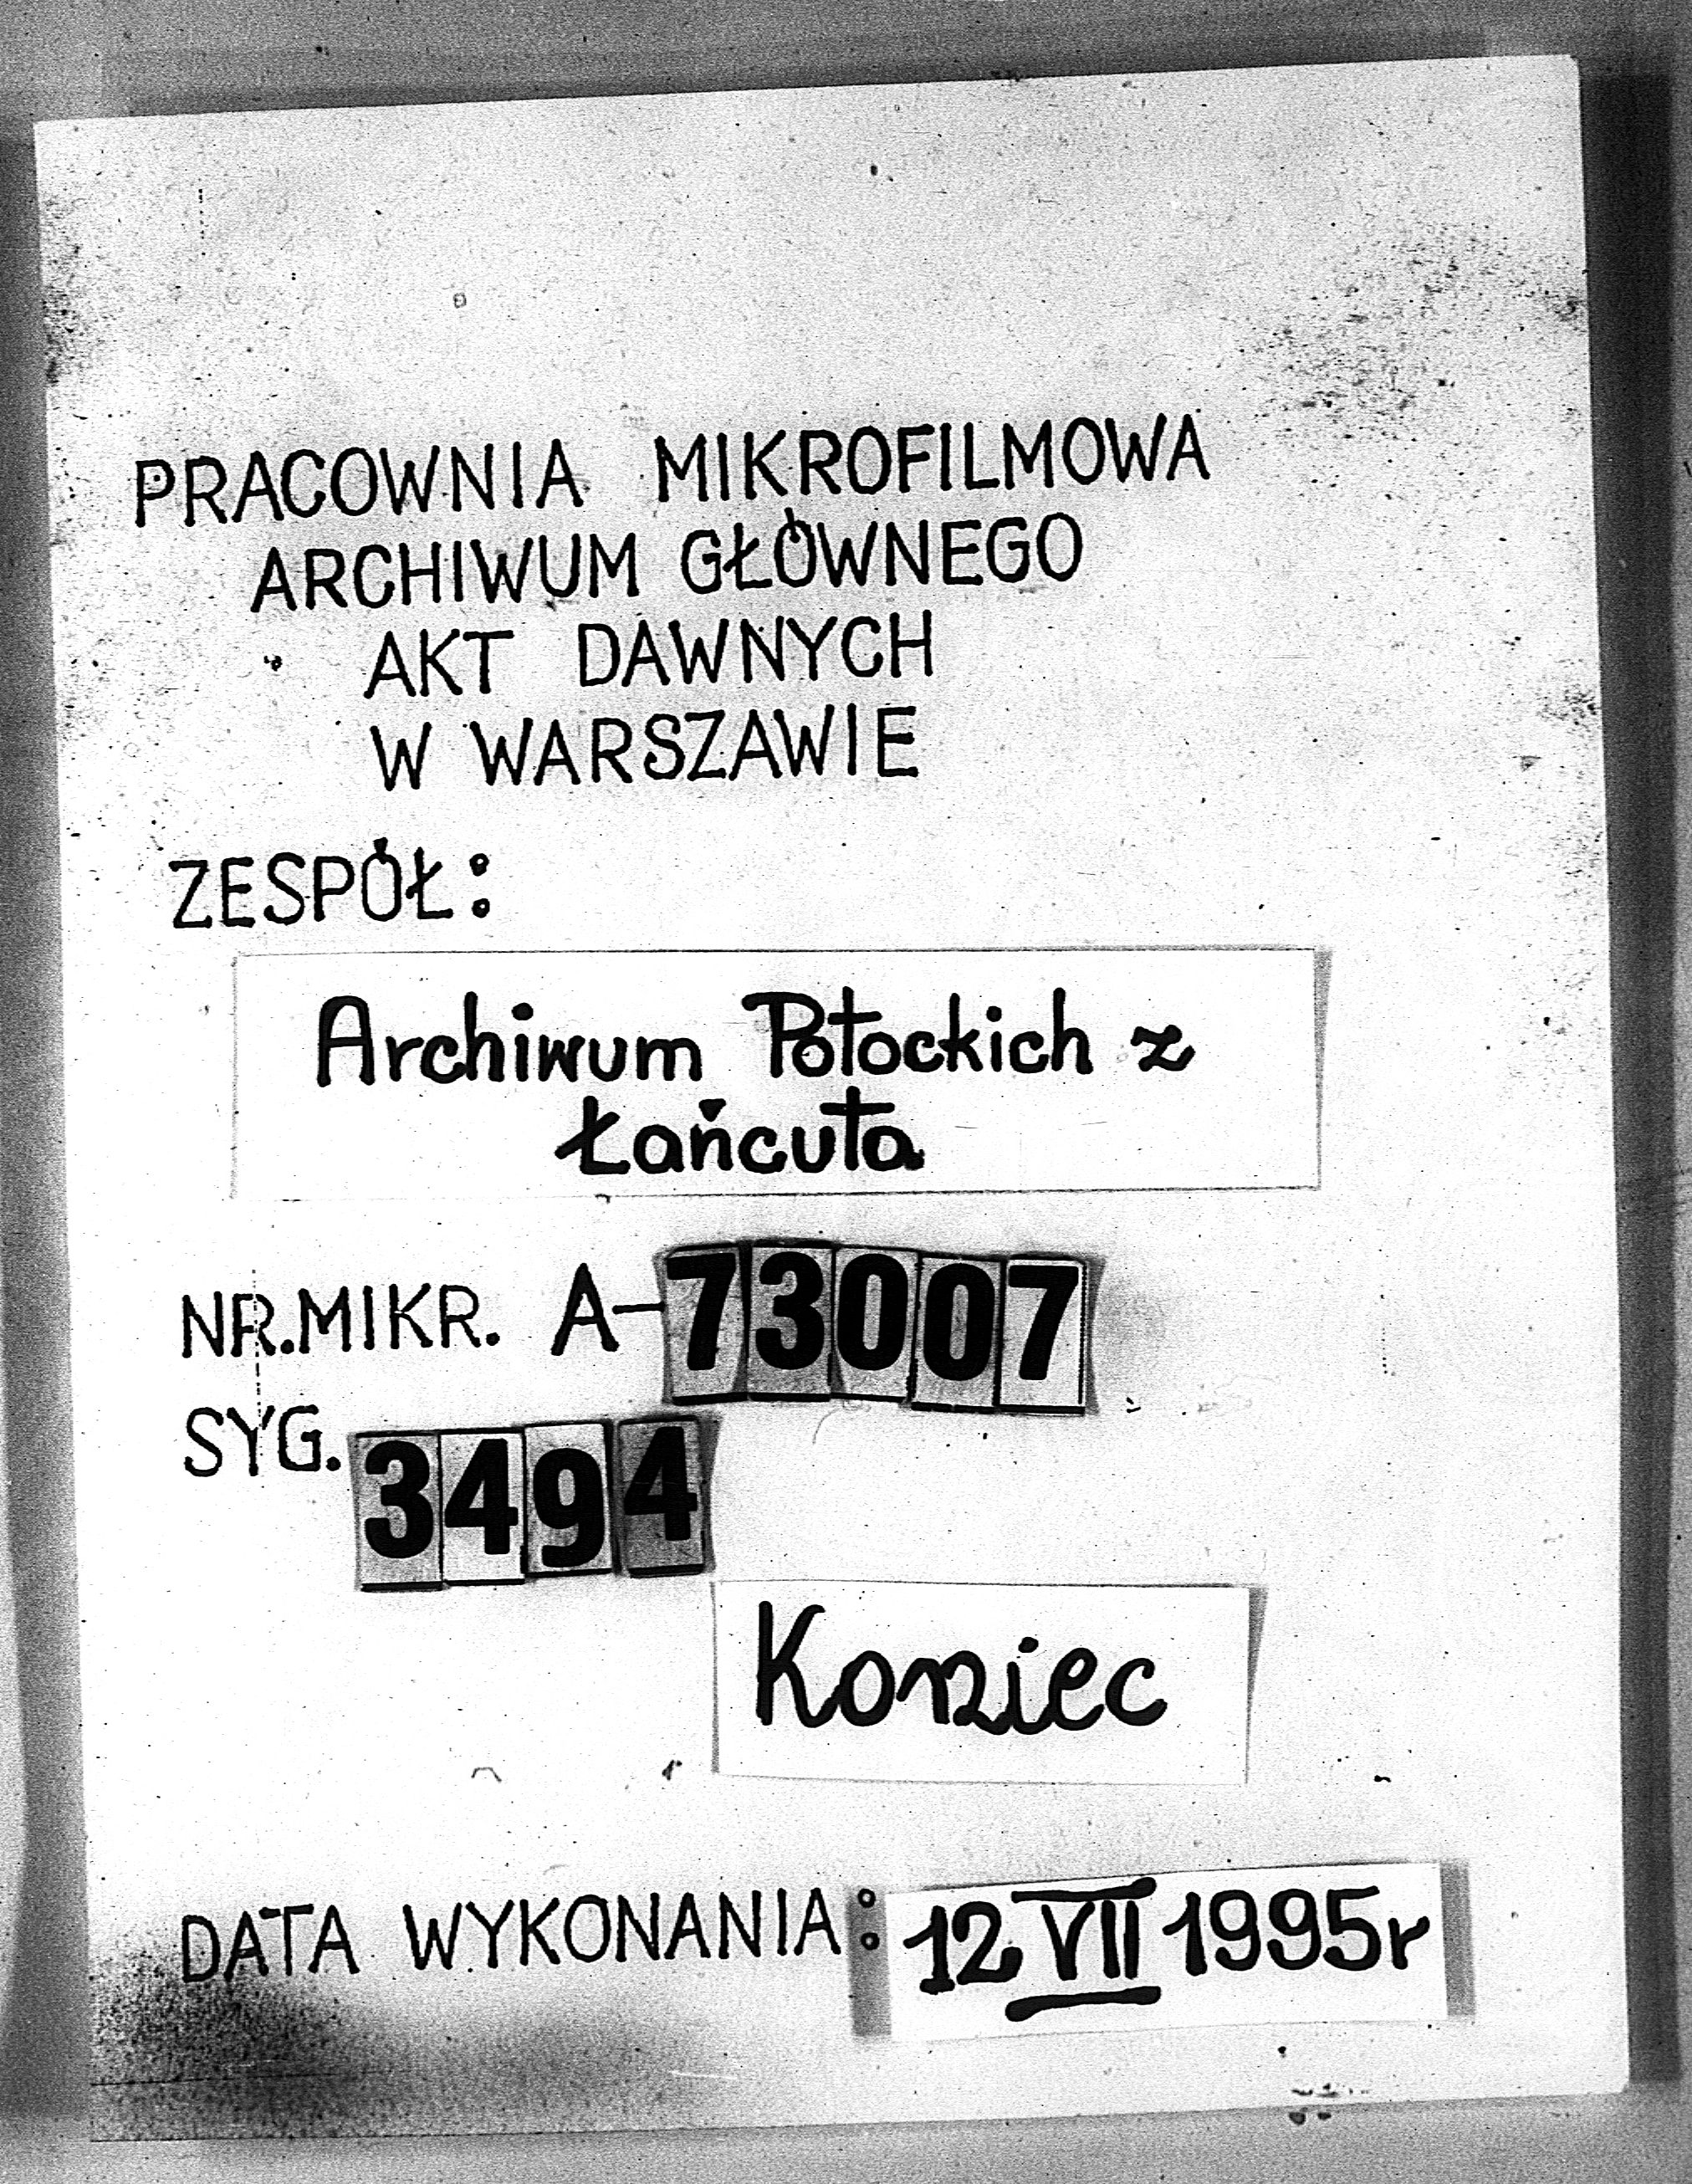 PRACOWNIA MIKROFILMOWA
ARCHIWUM GŁÓWNEGO
AKT DAWNYCH
W WARSZAWIE
ZESPÓŁ:
Archiwum Potockich z
Łańcuta
NR.MIKR. A-73007
SYG. 3494
Koniec
DATA WYKONANIA: 12 VII 1995r